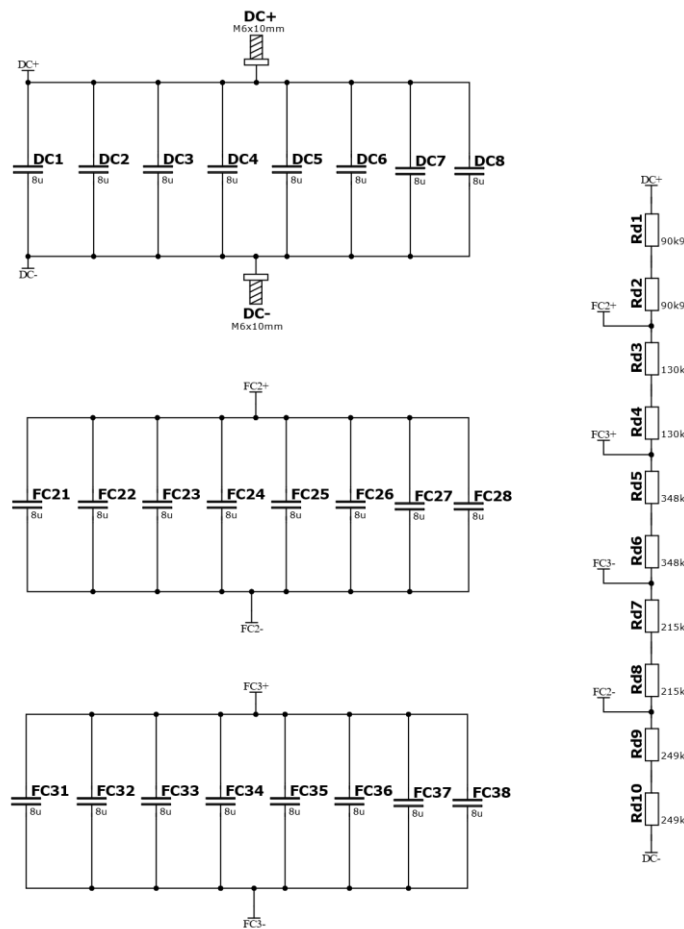 DC+
M6x10mm
DC+
DC1
8u
DC2
8u
DC3
8u
DC4
8u
DC5
8u
DC6
8u
DC7
8u
DC8
8u
DC-
DC-
M6x10mm
FC2+
FC21
8u
FC22
8u
FC23
8u
FC24
8u
FC25
8u
FC26
8u
FC27
8u
FC28
8u
FC2-
FC3+
FC31
8u
FC32
8u
FC33
8u
FC34
8u
FC35
8u
FC36
8u
FC37
8u
FC38
8u
FC3-
DC+
Rd1
90k9
Rd2
90k9
FC2+
Rd3
130k
Rd4
130k
FC3+
Rd5
348k
Rd6
348k
FC3-
Rd7
215k
Rd8
215k
FC2-
Rd9
249k
Rd10
249k
DC-